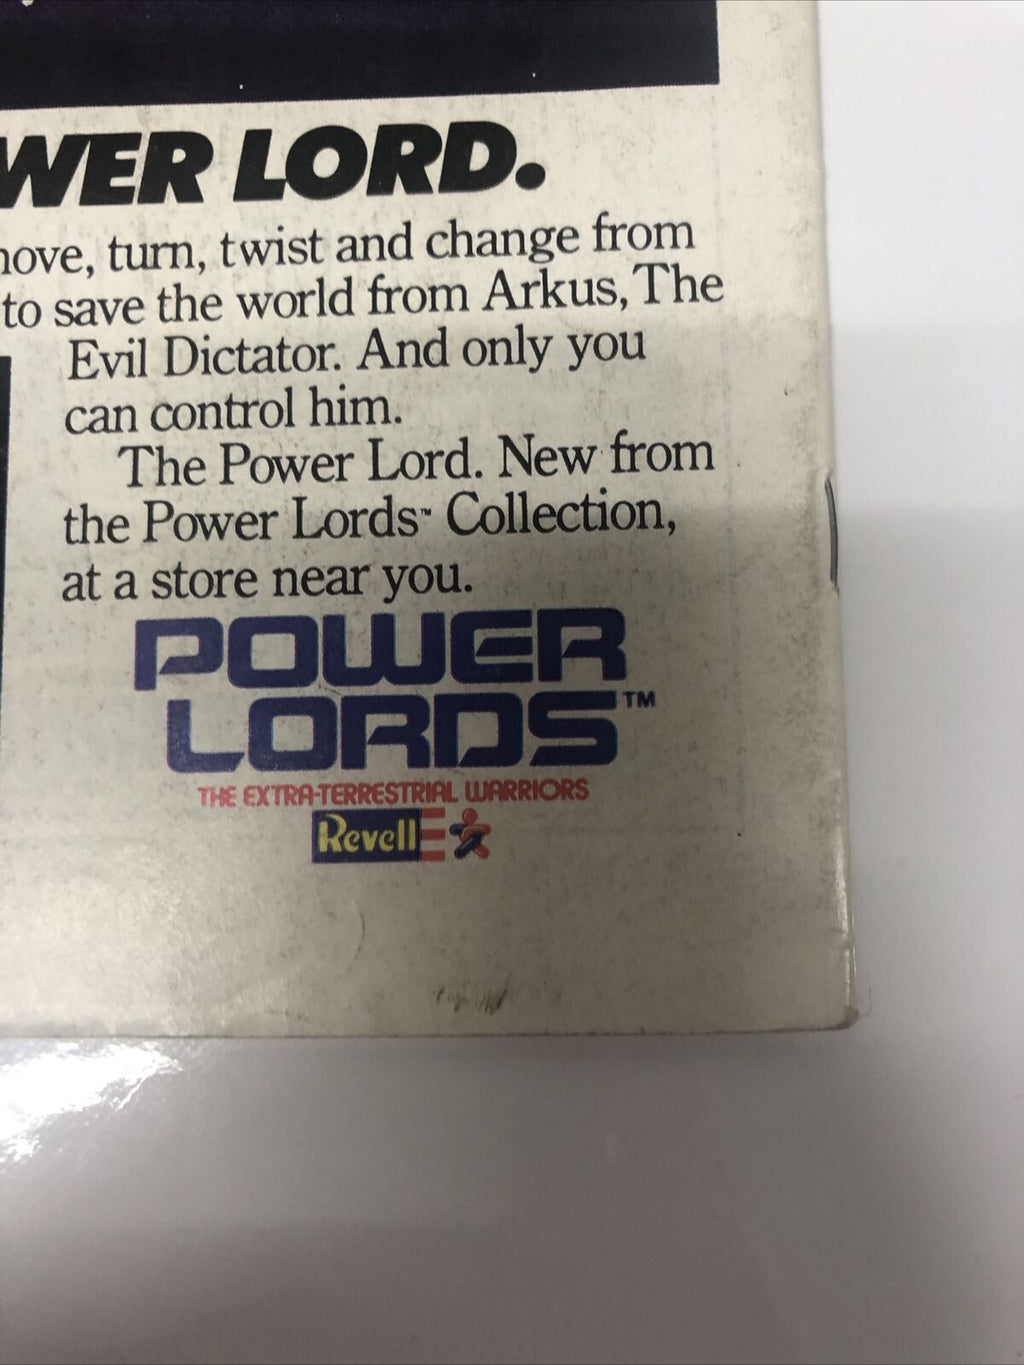 WER LORD.
move, turn, twist and change from
to save the world from Arkus, The
Evil Dictator. And only you
can control him.
The Power Lord. New from
the Power Lords™ Collection,
at a store near you.
POWER
LORDS™
THE EXTRA-TERRESTRIAL WARRIORS
Revell